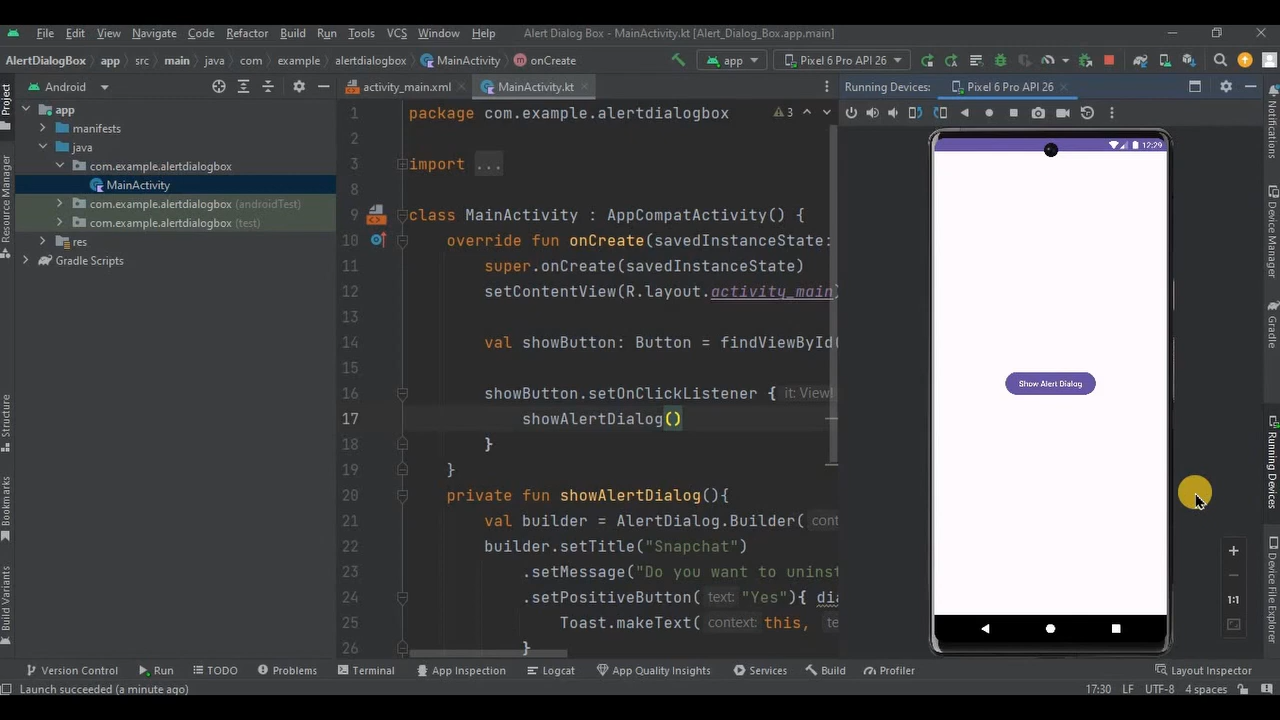 File Edit View Navigate Code Refactor Build Run Tools VCS Window Help Alert Dialog Box - MainActivity.kt [Alert_Dialog_Box.app.main]
AlertDialogBox app src main java com example alertdialogbox MainActivity onCreate app Pixel 6 Pro API 26
Android activity_main.xml MainActivity.kt Running Devices: Pixel 6 Pro API 26
Project
Resource Manager
Structure
Bookmarks
Build Variants
app
manifests
java
com.example.alertdialogbox
MainActivity
com.example.alertdialogbox (androidTest)
com.example.alertdialogbox (test)
res
Gradle Scripts
1 package com.example.alertdialogbox
3
3 import ...
8
9 class MainActivity : AppCompatActivity() {
10 override fun onCreate(savedInstanceState:
11 super.onCreate(savedInstanceState)
12 setContentView(R.layout.activity_main)
13
14 val showButton: Button = findViewById(
15
16 showButton.setOnClickListener { it: View!
17 showAlertDialog()
18 }
19 }
20 private fun showAlertDialog(){
21 val builder = AlertDialog.Builder( cont
22 builder.setTitle("Snapchat")
23 .setMessage("Do you want to uninst
24 .setPositiveButton( text: "Yes"){ dia
25 Toast.makeText( context: this, te
26 }
12:29
Show Alert Dialog
1:1
Notifications
Device Manager
Gradle
Running Devices
Device File Explorer
Version Control Run TODO Problems Terminal App Inspection Logcat App Quality Insights Services Build Profiler Layout Inspector
Launch succeeded (a minute ago) 17:30 LF UTF-8 4 spaces